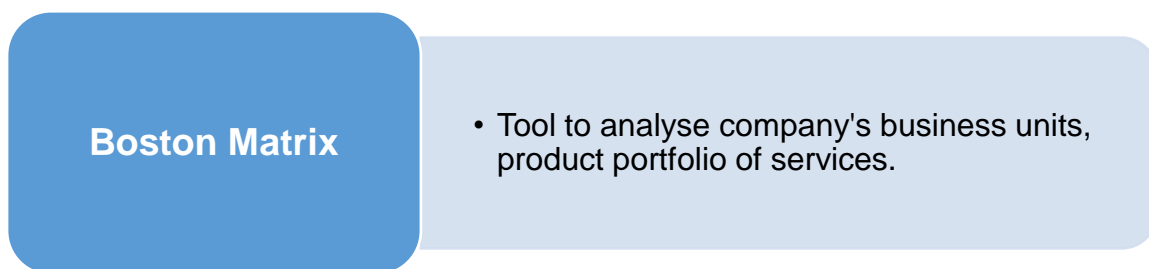 Boston Matrix
• Tool to analyse company's business units,
product portfolio of services.